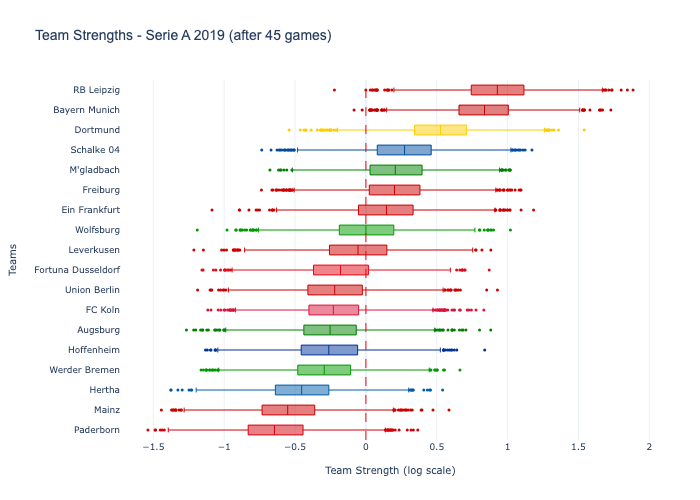 Team Strengths - Serie A 2019 (after 45 games)
RB Leipzig
Bayern Munich
Dortmund
Schalke 04
M'gladbach
Freiburg
Ein Frankfurt
Wolfsburg
Leverkusen
Fortuna Dusseldorf
Union Berlin
FC Koln
Augsburg
Hoffenheim
Werder Bremen
Hertha
Mainz
Paderborn
Teams
−1.5 −1 −0.5 0 0.5 1 1.5 2
Team Strength (log scale)